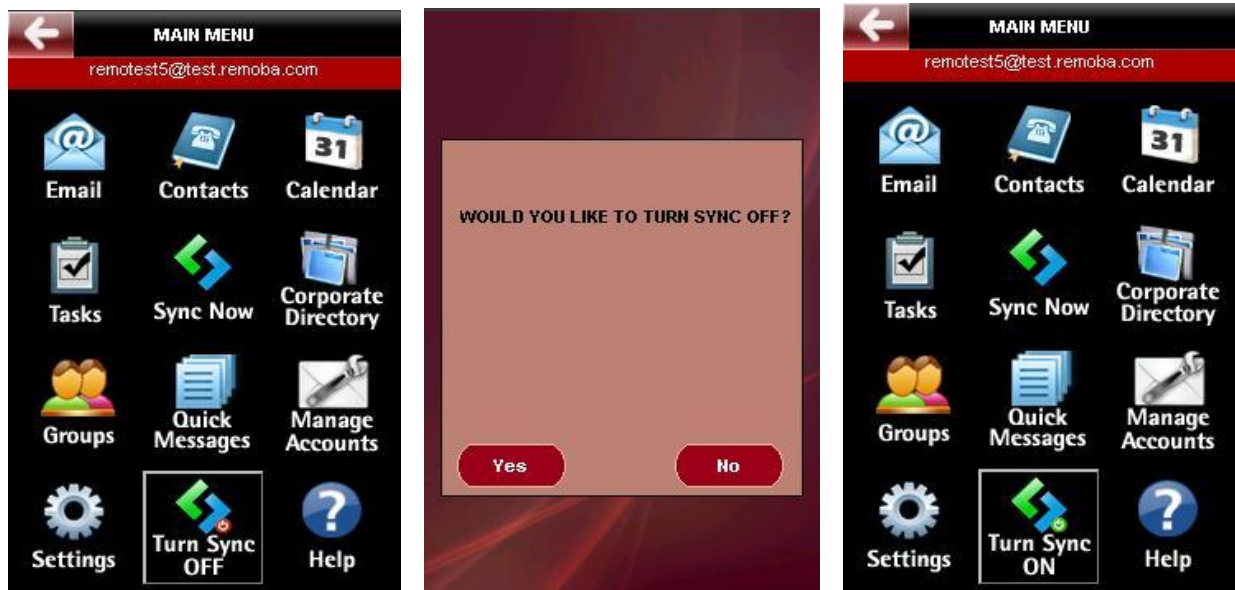 MAIN MENU
remotest5@test.remoba.com
31
Email
Contacts
Calendar
Tasks
Sync Now
Corporate
Directory
Groups
Quick
Messages
Manage
Accounts
Settings
Turn Sync
OFF
Help
WOULD YOU LIKE TO TURN SYNC OFF?
Yes
No
MAIN MENU
remotest5@test.remoba.com
31
Email
Contacts
Calendar
Tasks
Sync Now
Corporate
Directory
Groups
Quick
Messages
Manage
Accounts
Settings
Turn Sync
ON
Help